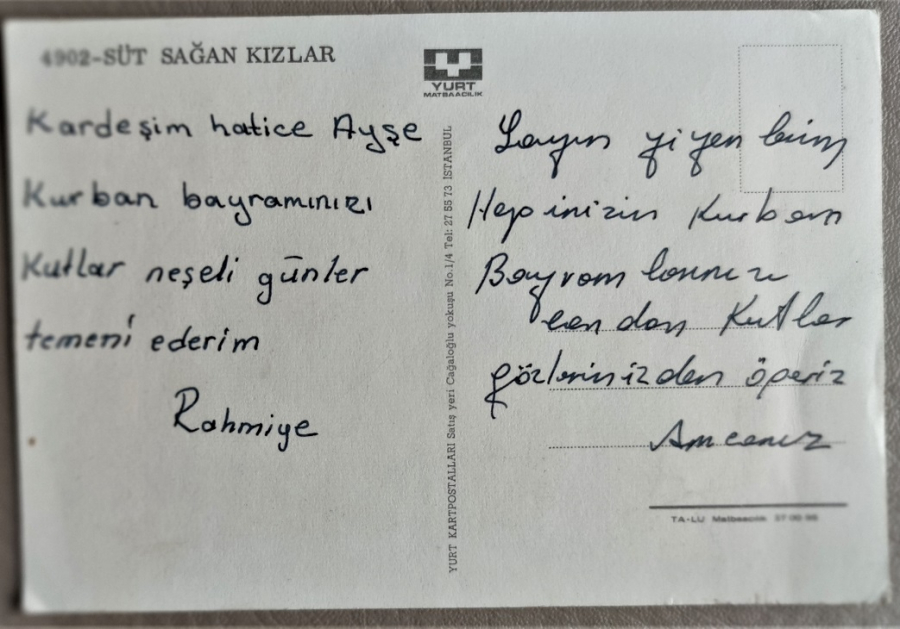 4902-SÜT SAĞAN KIZLAR
YURT
MATBAACILIK
Kardeşim hatice Ayşe
Kurban bayramınızı
Kutlar neşeli günler
temeni ederim
Rahmiye
YURT KARTPOSTALLARI Satış yeri Cağaloğlu yokuşu No.1/4 Tel: 27 55 73 İSTANBUL
Sayın yiyenlerim
Hepinizin Kurban
Bayramlarınızı
candan Kutlar
gözlerinizden öperiz
Amcanız
TA-LU Matbaacılık